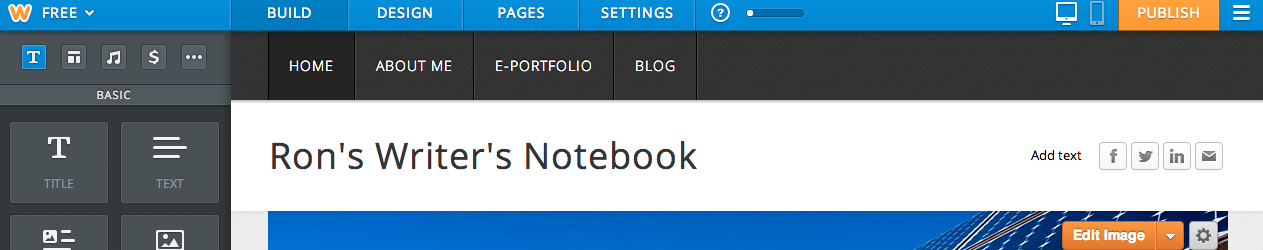 FREE BUILD DESIGN PAGES SETTINGS ? PUBLISH
T $
HOME ABOUT ME E-PORTFOLIO BLOG
BASIC
T
TITLE TEXT
Ron's Writer's Notebook
Add text
Edit Image